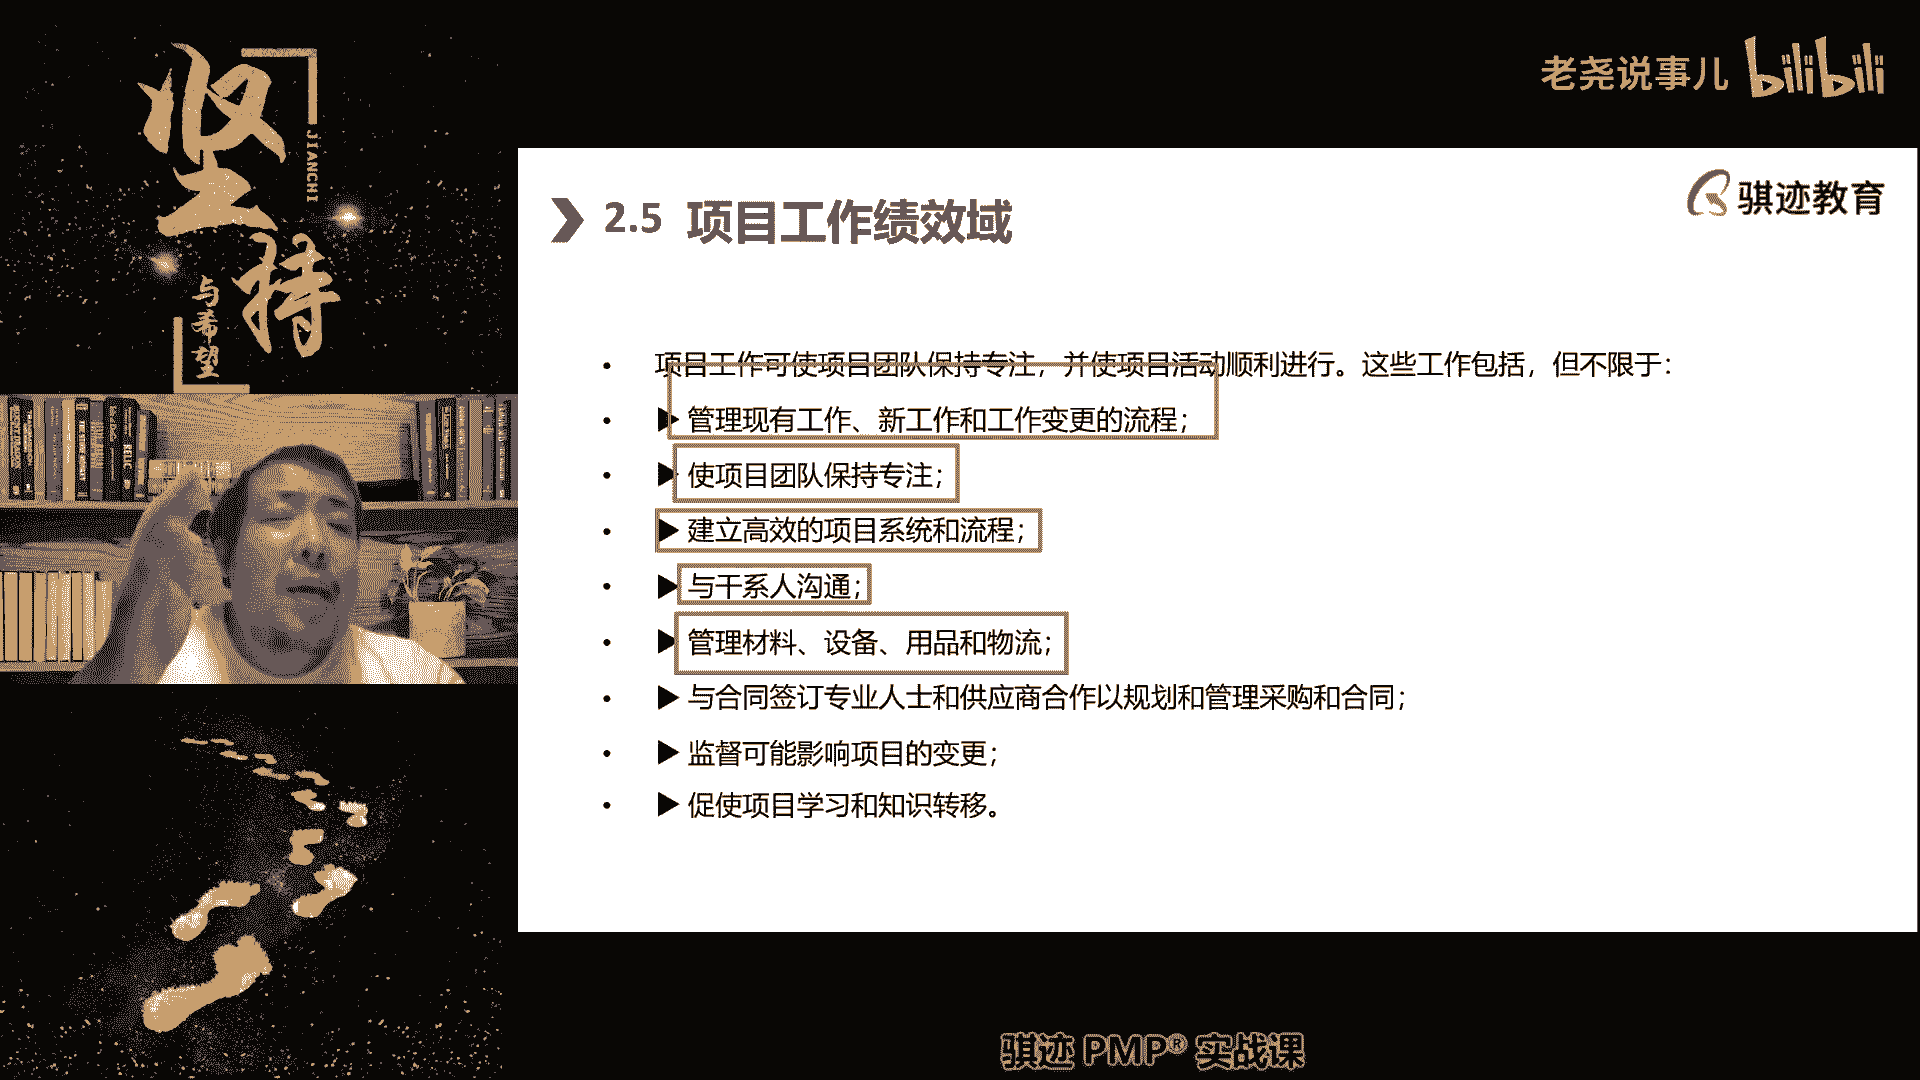 坚持
JIANCHI
与希望
老尧说事儿 bilibili
骐迹教育
2.5 项目工作绩效域
• 项目工作可使项目团队保持专注，并使项目活动顺利进行。这些工作包括，但不限于：
• ▶ 管理现有工作、新工作和工作变更的流程；
• ▶ 使项目团队保持专注；
• ▶ 建立高效的项目系统和流程；
• ▶ 与干系人沟通；
• ▶ 管理材料、设备、用品和物流；
• ▶ 与合同签订专业人士和供应商合作以规划和管理采购和合同；
• ▶ 监督可能影响项目的变更；
• ▶ 促使项目学习和知识转移。
骐迹 PMP® 实战课